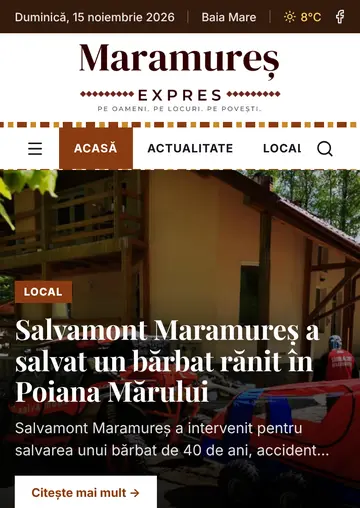 Duminică, 15 noiembrie 2026 Baia Mare 8°C
Maramureș
EXPRES
PE OAMENI. PE LOCURI. PE POVEȘTI.
ACASĂ ACTUALITATE LOCAL
LOCAL
Salvamont Maramureș a
salvat un bărbat rănit în
Poiana Mărului
Salvamont Maramureș a intervenit pentru
salvarea unui bărbat de 40 de ani, accident...
Citește mai mult →